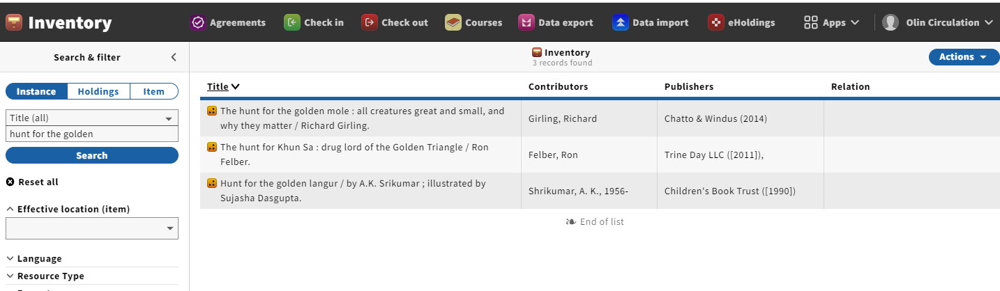 Inventory
Agreements
Check in
Check out
Courses
Data export
Data import
eHoldings
Apps
Olin Circulation
Search & filter
Inventory
3 records found
Actions
Instance
Holdings
Item
Title (all)
hunt for the golden
Search
Reset all
Effective location (item)
Language
Resource Type
Title
Contributors
Publishers
Relation
The hunt for the golden mole : all creatures great and small, and
why they matter / Richard Girling.
Girling, Richard
Chatto & Windus (2014)
The hunt for Khun Sa : drug lord of the Golden Triangle / Ron
Felber.
Felber, Ron
Trine Day LLC ([2011]),
Hunt for the golden langur / by A.K. Srikumar ; illustrated by
Sujasha Dasgupta.
Shrikumar, A. K., 1956-
Children's Book Trust ([1990])
End of list